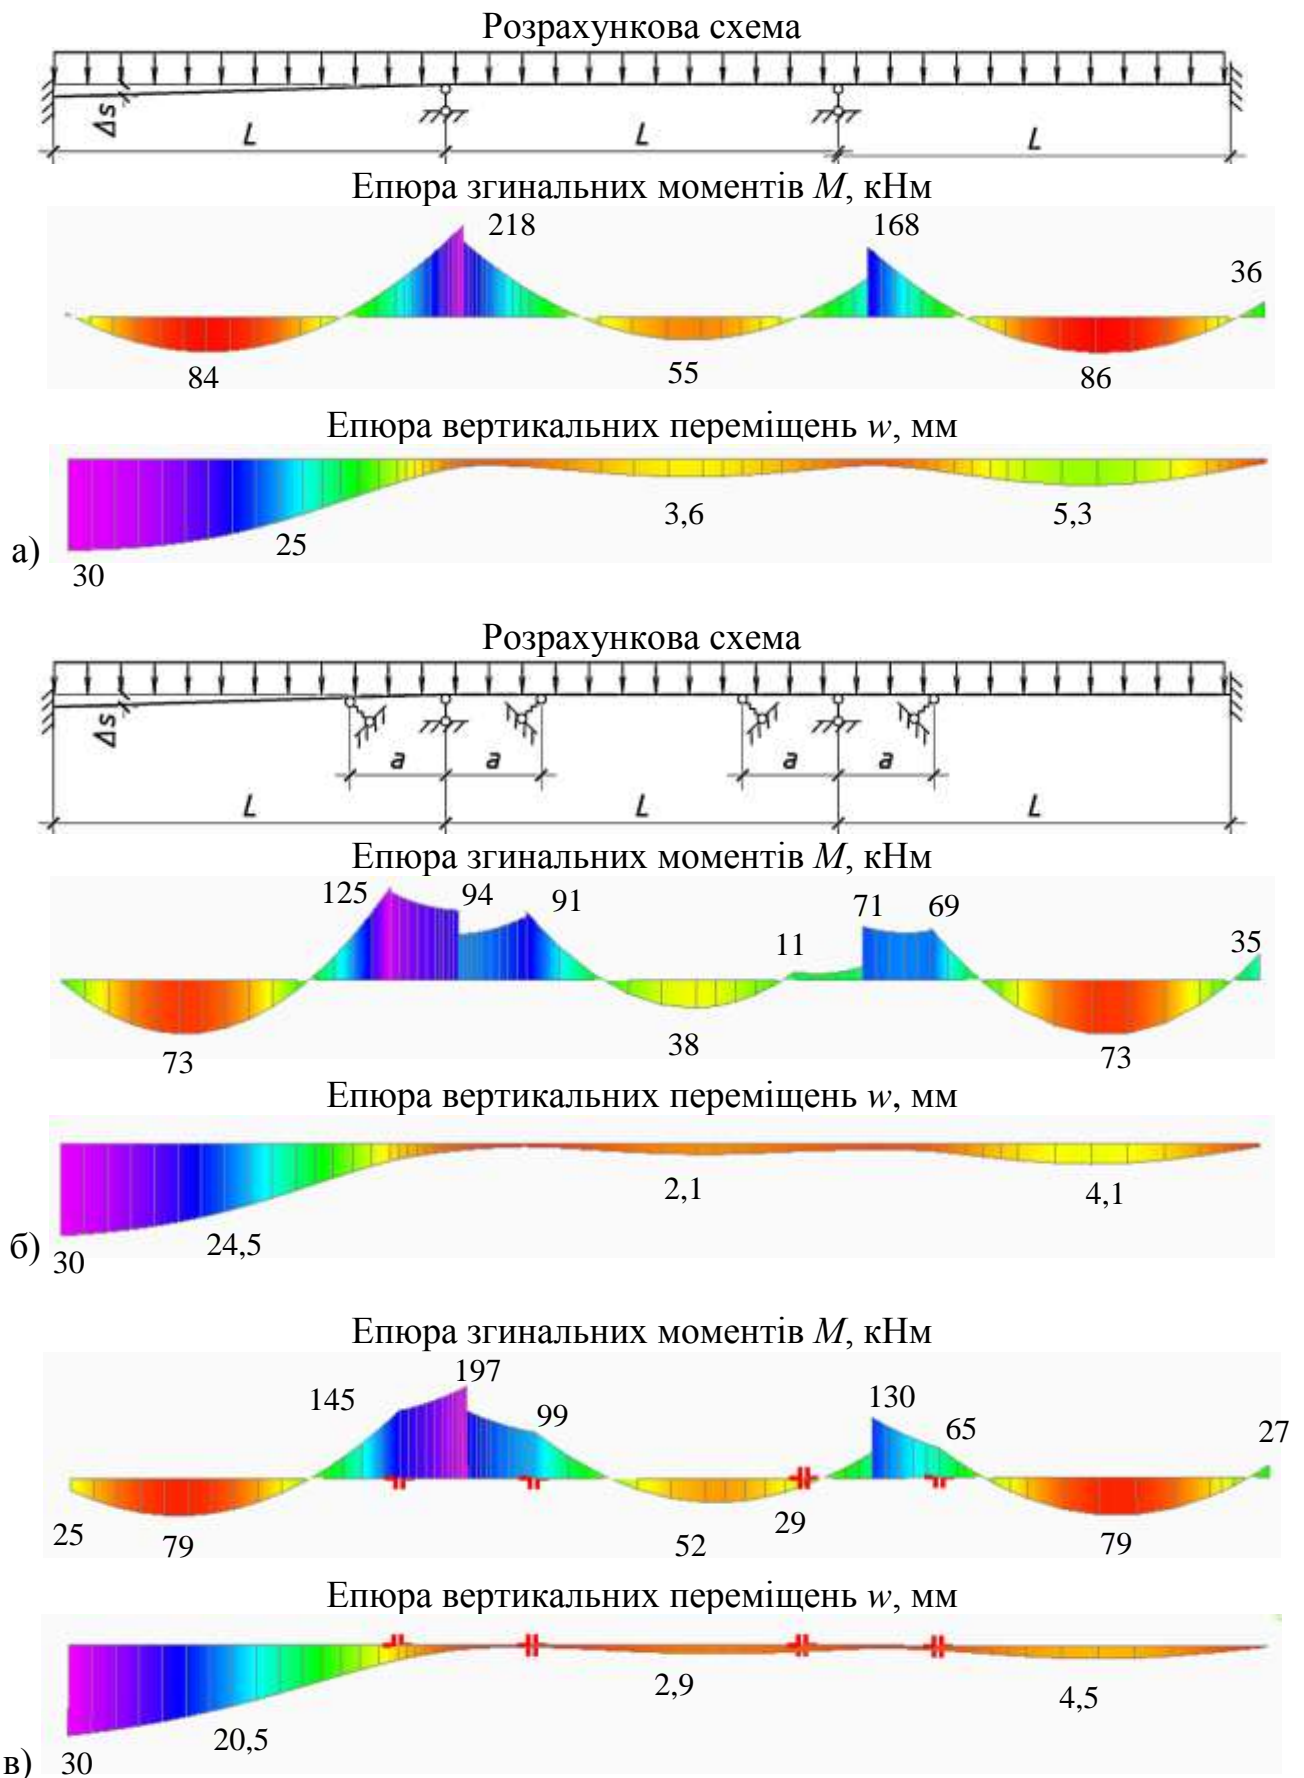 Розрахункова схема
Δs
L L L
Епюра згинальних моментів M, кНм
218 168
36
84 55 86
Епюра вертикальних переміщень w, мм
3,6 5,3
25
а)
30
Розрахункова схема
Δs
a a a a
L L L
Епюра згинальних моментів M, кНм
125 94 91 71 69
11 35
73 38 73
Епюра вертикальних переміщень w, мм
2,1 4,1
б) 24,5
30
Епюра згинальних моментів M, кНм
197
145 99 130 65 27
25 79 52 29 79
Епюра вертикальних переміщень w, мм
2,9 4,5
20,5
в) 30